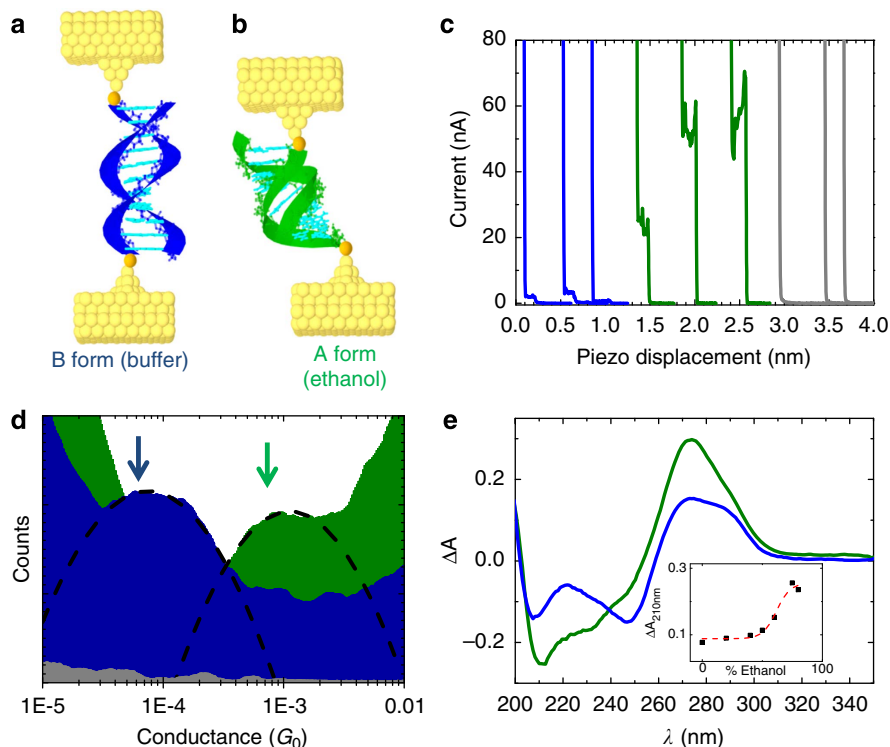 a
b
c
B form (buffer)
A form
(ethanol)
80
60
40
20
0
Current (nA)
0.0 0.5 1.0 1.5 2.0 2.5 3.0 3.5 4.0
Piezo displacement (nm)
d
Counts
1E-5 1E-4 1E-3 0.01
Conductance (G0)
e
0.2
0.0
−0.2
ΔA
200 220 240 260 280 300 320 340
λ (nm)
0.3
0.1
ΔA210nm
0 100
% Ethanol